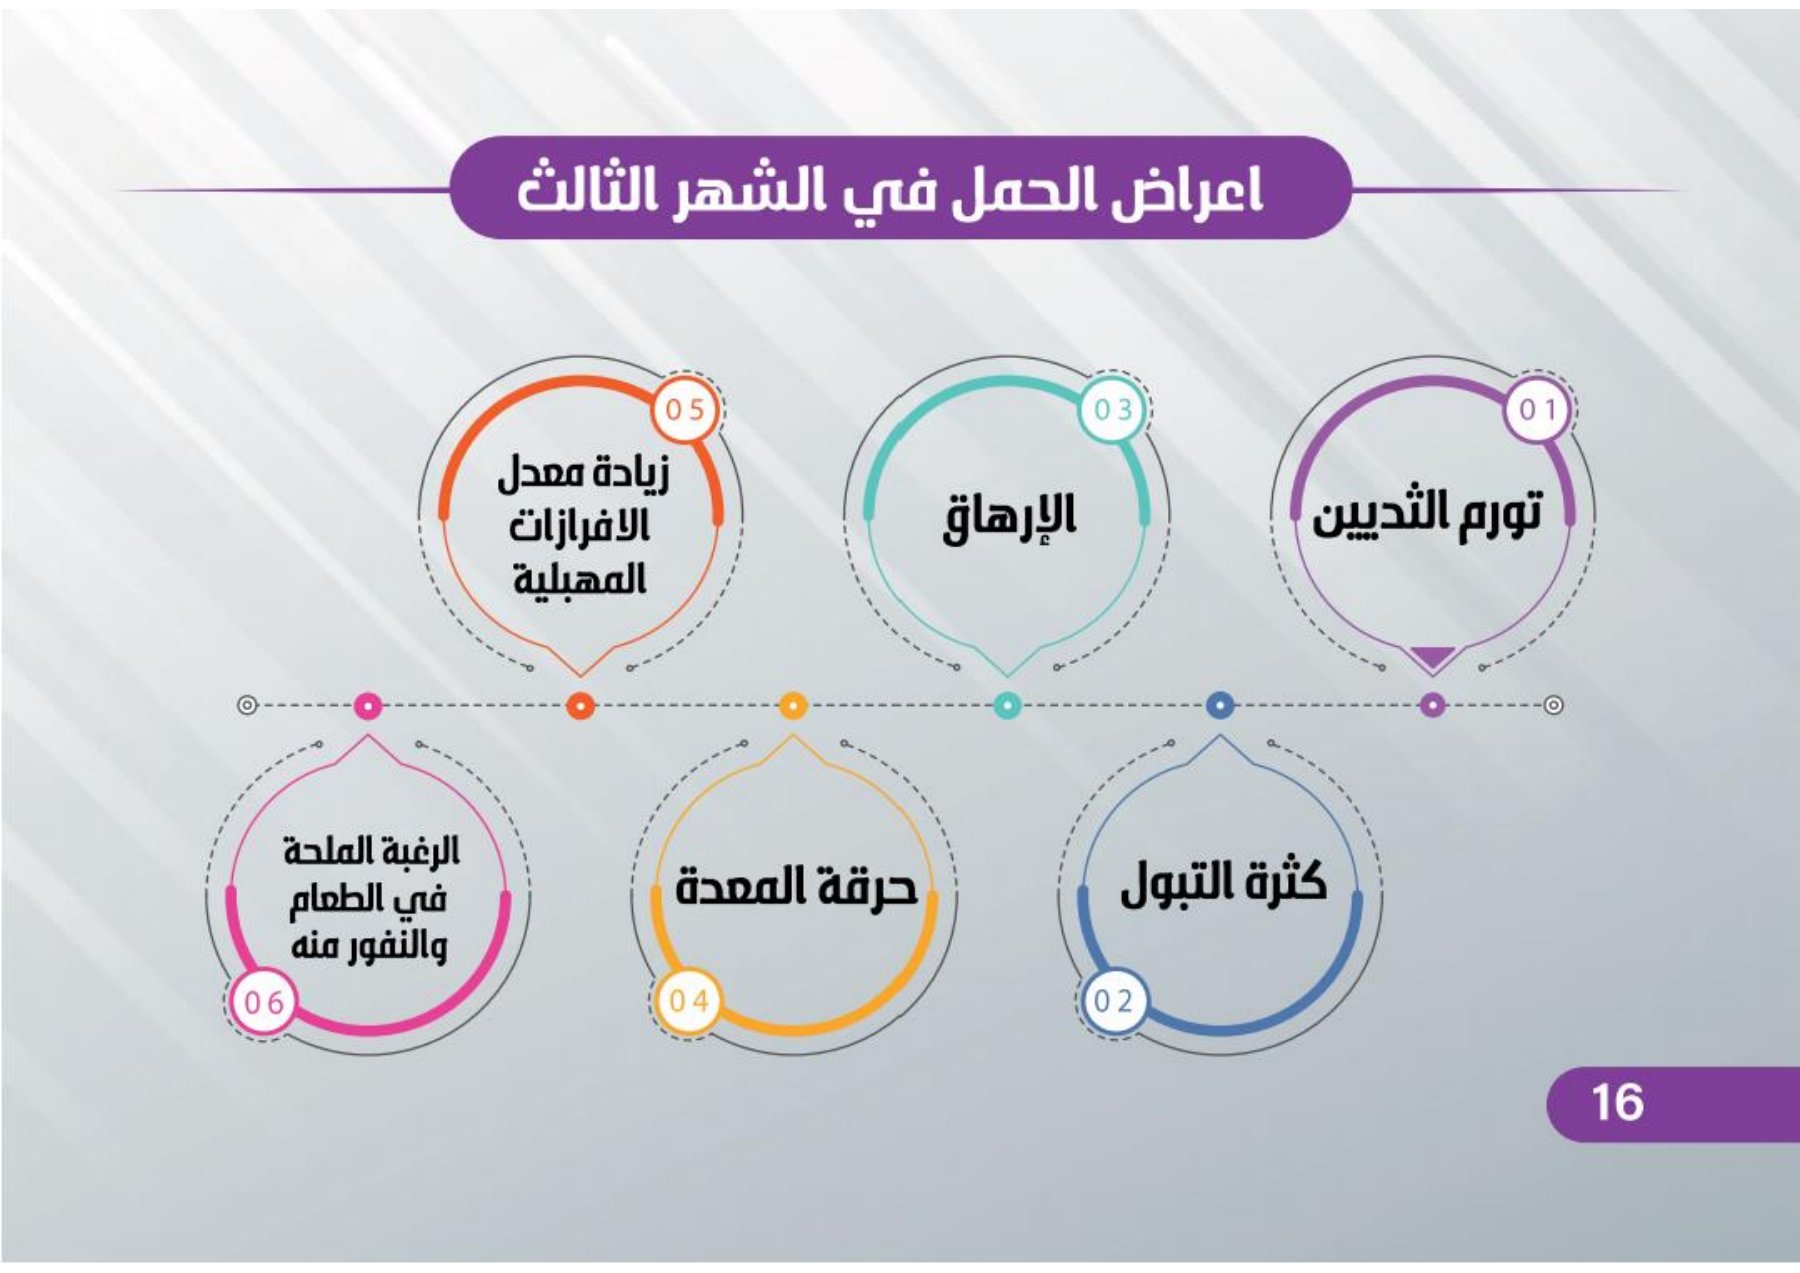 اعراض الحمل في الشهر الثالث
01
تورم الثديين
02
كثرة التبول
03
الإرهاق
04
حرقة المعدة
05
زيادة معدل
الافرازات
المهبلية
06
الرغبة الملحة
في الطعام
والنفور منه
16